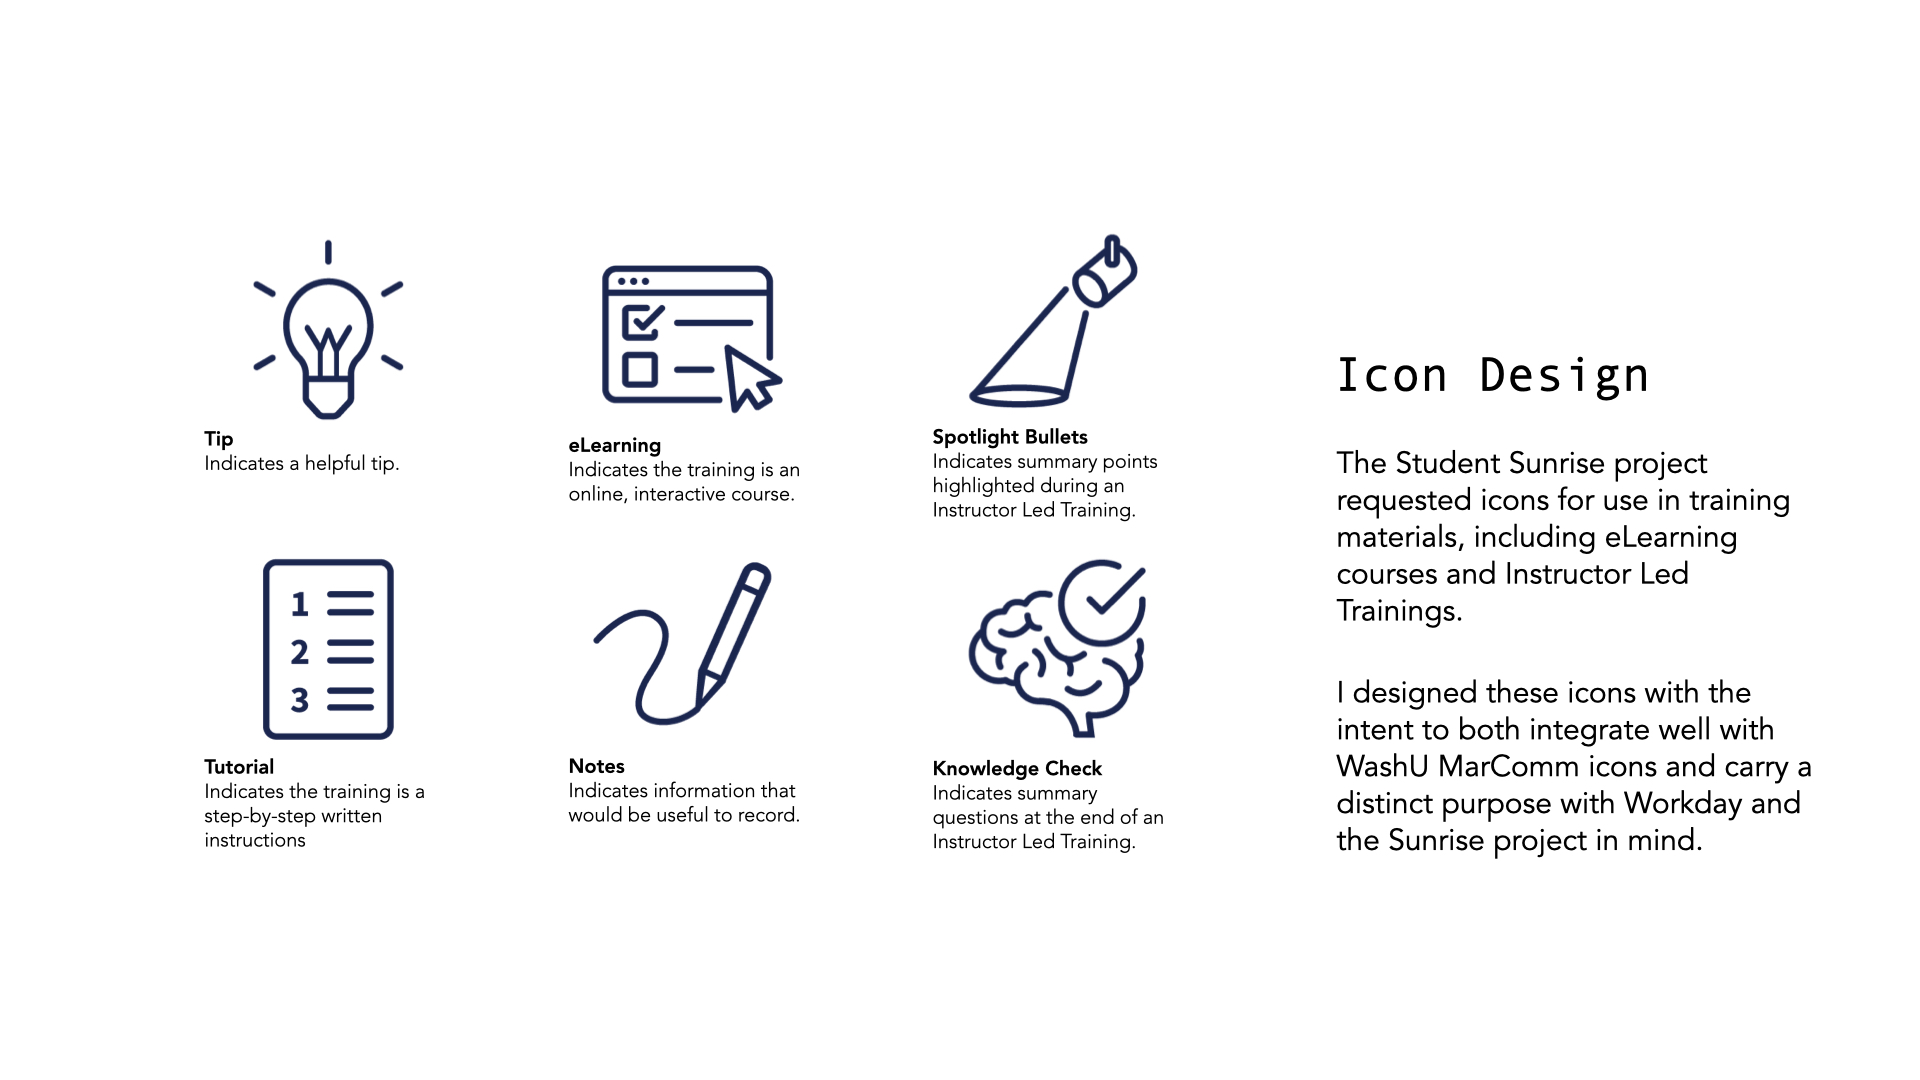 Tip
Indicates a helpful tip.
eLearning
Indicates the training is an
online, interactive course.
Spotlight Bullets
Indicates summary points
highlighted during an
Instructor Led Training.
1
2
3
Tutorial
Indicates the training is a
step-by-step written
instructions
Notes
Indicates information that
would be useful to record.
Knowledge Check
Indicates summary
questions at the end of an
Instructor Led Training.
Icon Design
The Student Sunrise project
requested icons for use in training
materials, including eLearning
courses and Instructor Led
Trainings.
I designed these icons with the
intent to both integrate well with
WashU MarComm icons and carry a
distinct purpose with Workday and
the Sunrise project in mind.